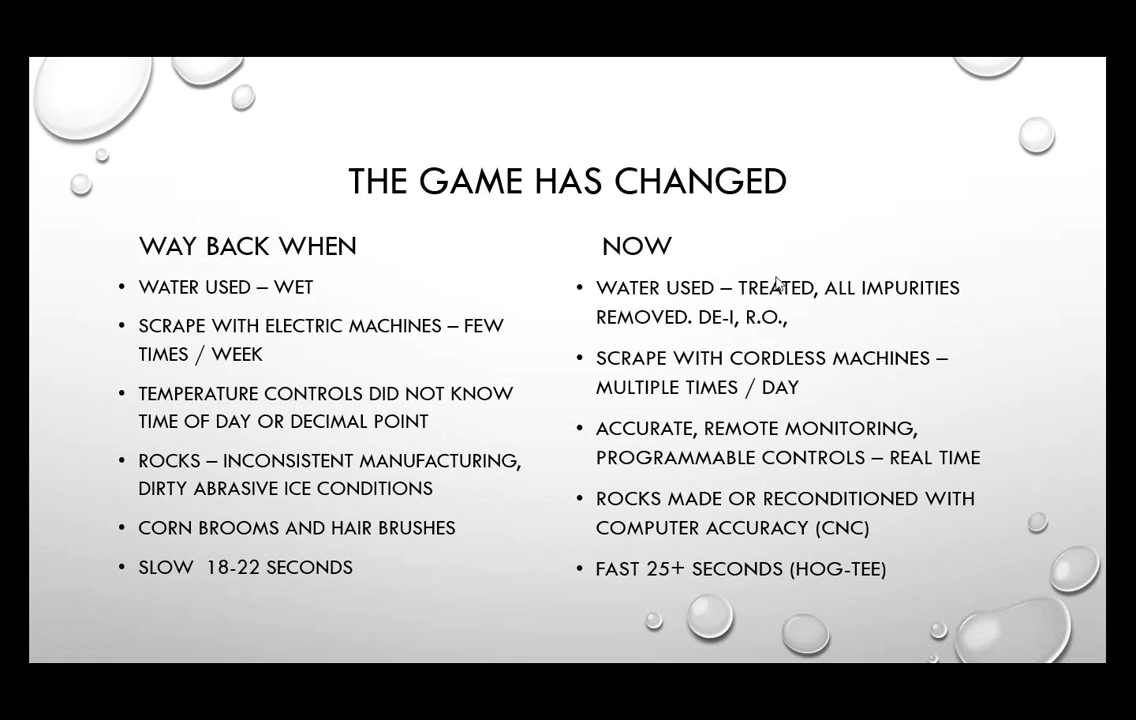 THE GAME HAS CHANGED
WAY BACK WHEN
• WATER USED – WET
• SCRAPE WITH ELECTRIC MACHINES – FEW
TIMES / WEEK
• TEMPERATURE CONTROLS DID NOT KNOW
TIME OF DAY OR DECIMAL POINT
• ROCKS – INCONSISTENT MANUFACTURING,
DIRTY ABRASIVE ICE CONDITIONS
• CORN BROOMS AND HAIR BRUSHES
• SLOW 18-22 SECONDS
NOW
• WATER USED – TREATED, ALL IMPURITIES
REMOVED. DE-I, R.O.,
• SCRAPE WITH CORDLESS MACHINES –
MULTIPLE TIMES / DAY
• ACCURATE, REMOTE MONITORING,
PROGRAMMABLE CONTROLS – REAL TIME
• ROCKS MADE OR RECONDITIONED WITH
COMPUTER ACCURACY (CNC)
• FAST 25+ SECONDS (HOG-TEE)